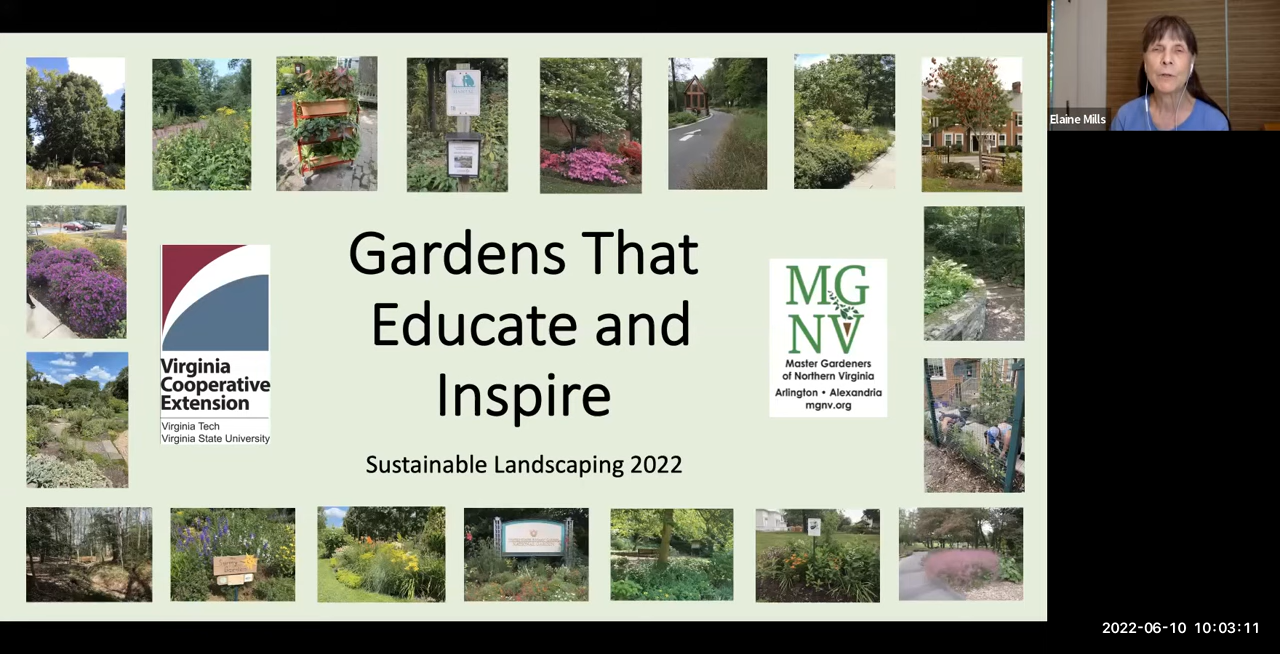 Elaine Mills
Gardens That
Educate and
Inspire
Sustainable Landscaping 2022
Virginia
Cooperative
Extension
Virginia Tech
Virginia State University
MG
NV
Master Gardeners
of Northern Virginia
Arlington • Alexandria
mgnv.org
2022-06-10 10:03:11